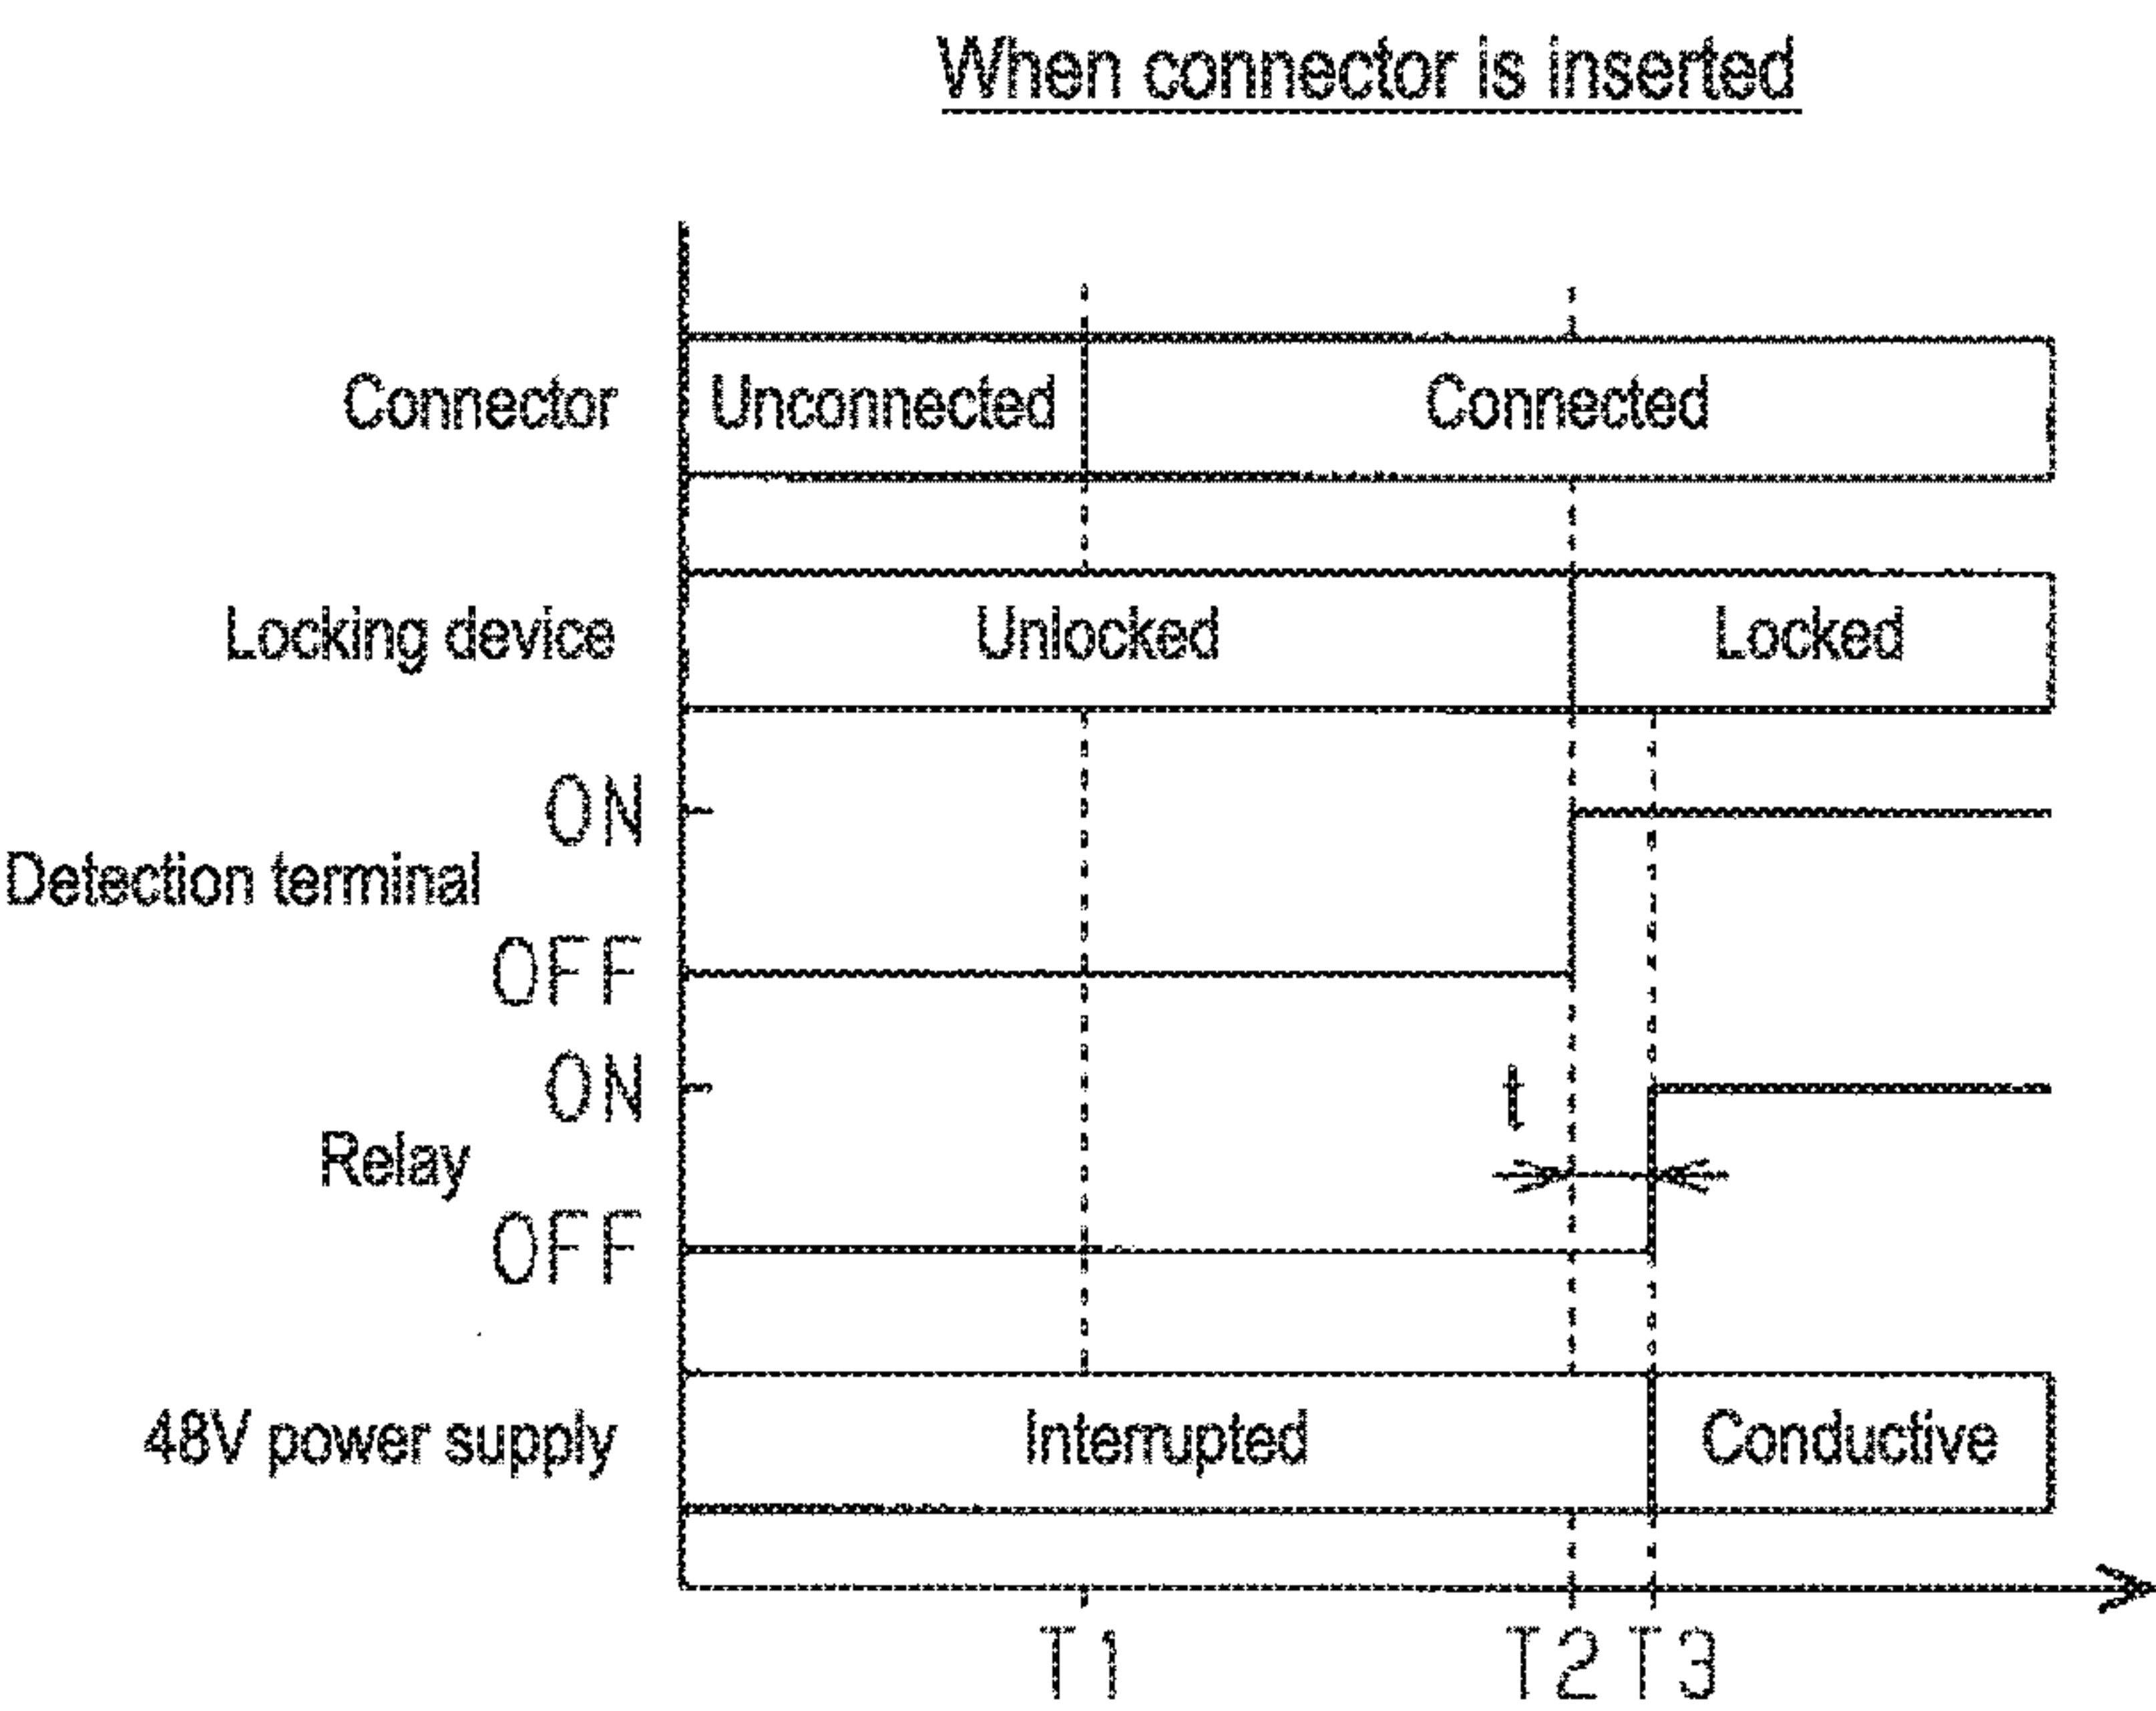 When connector is inserted
Connector
Unconnected
Connected
Locking device
Unlocked
Locked
ON
Detection terminal
OFF
ON
t
Relay
OFF
48V power supply
Interrupted
Conductive
T1
T2
T3